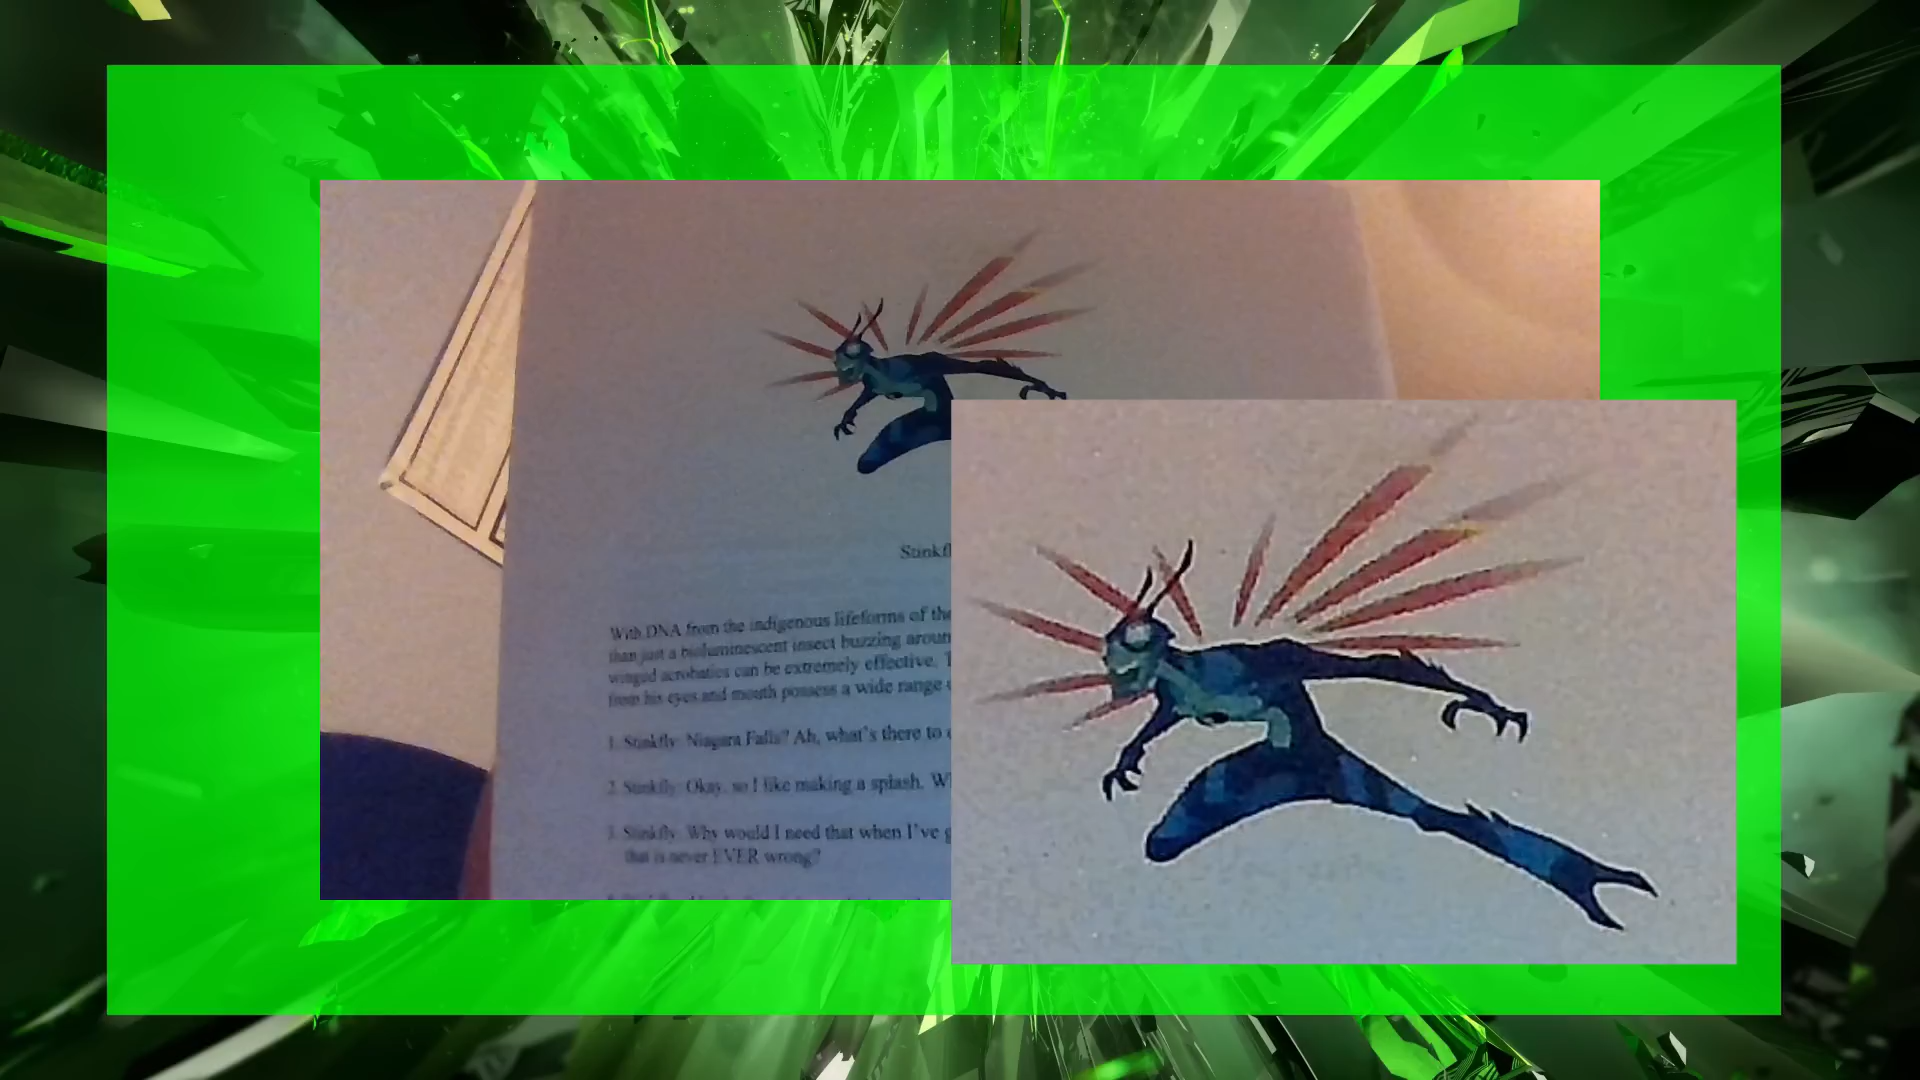 Stinkfl
With DNA from the indigenous lifeforms of the
than just a bioluminescent insect buzzing aroun
winged acrobatics can be extremely effective. T
from his eyes and mouth possess a wide range
1. Stinkfly: Niagara Falls? Ah, what's there to
2. Stinkfly: Okay, so I like making a splash. W
3. Stinkfly: Why would I need that when I've g
that is never EVER wrong?